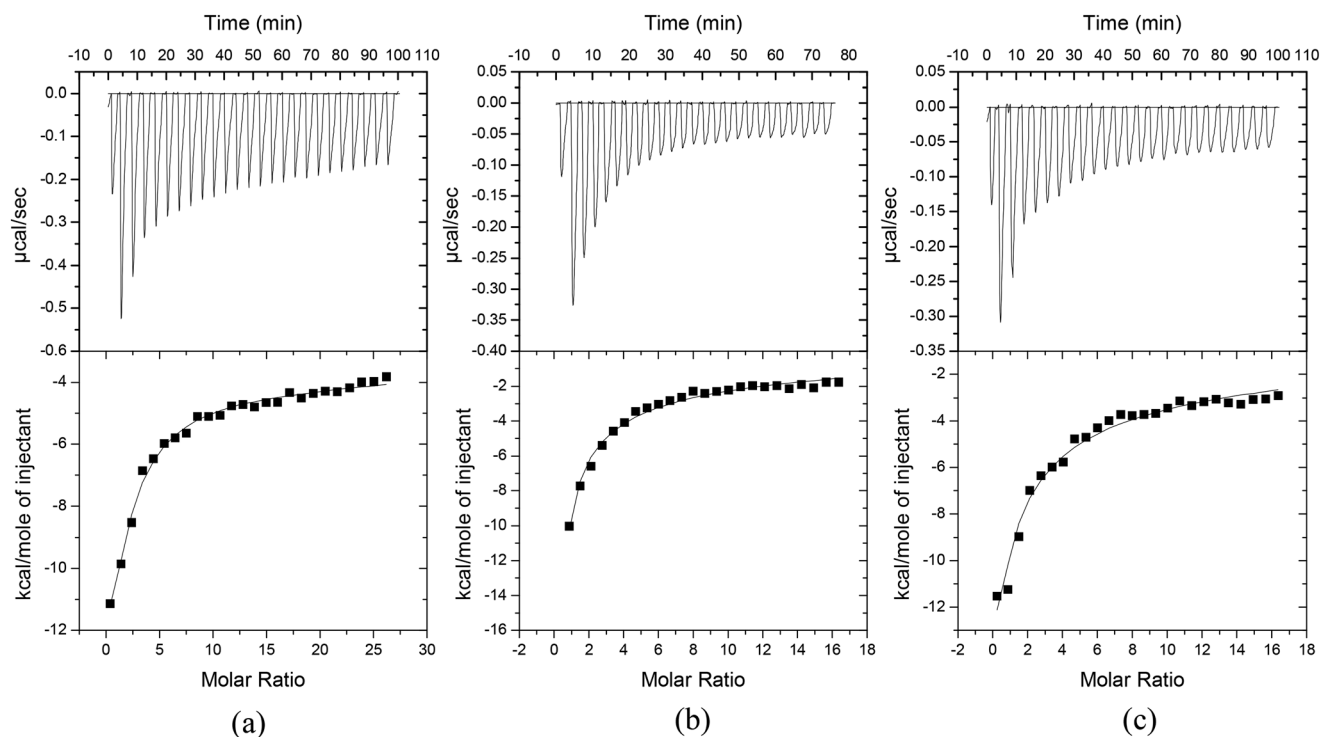 Time (min)
-10 0 10 20 30 40 50 60 70 80 90 100 110
0.0
-0.1
-0.2
-0.3
-0.4
-0.5
-0.6
µcal/sec
-4
-6
-8
-10
-12
kcal/mole of injectant
0 5 10 15 20 25 30
Molar Ratio
(a)
Time (min)
-10 0 10 20 30 40 50 60 70 80
0.05
0.00
-0.05
-0.10
-0.15
-0.20
-0.25
-0.30
-0.35
-0.40
µcal/sec
0
-2
-4
-6
-8
-10
-12
-14
-16
kcal/mole of injectant
-2 0 2 4 6 8 10 12 14 16 18
Molar Ratio
(b)
Time (min)
-10 0 10 20 30 40 50 60 70 80 90 100 110
0.05
0.00
-0.05
-0.10
-0.15
-0.20
-0.25
-0.30
-0.35
µcal/sec
-2
-4
-6
-8
-10
-12
kcal/mole of injectant
-2 0 2 4 6 8 10 12 14 16 18
Molar Ratio
(c)